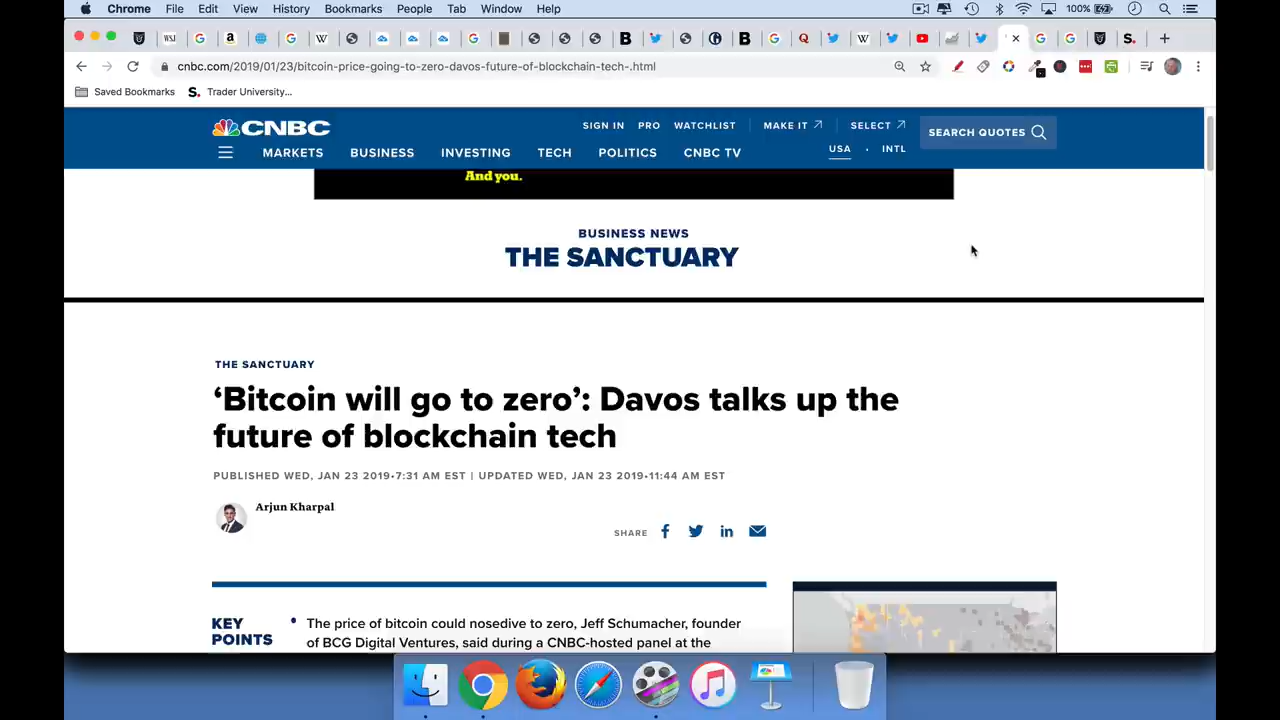 Chrome File Edit View History Bookmarks People Tab Window Help 100%
WSJ
cnbc.com/2019/01/23/bitcoin-price-going-to-zero-davos-future-of-blockchain-tech-.html
Saved Bookmarks S. Trader University...
CNBC SIGN IN PRO WATCHLIST MAKE IT SELECT SEARCH QUOTES
MARKETS BUSINESS INVESTING TECH POLITICS CNBC TV USA · INTL
And you.
BUSINESS NEWS
THE SANCTUARY
THE SANCTUARY
‘Bitcoin will go to zero’: Davos talks up the
future of blockchain tech
PUBLISHED WED, JAN 23 2019•7:31 AM EST | UPDATED WED, JAN 23 2019•11:44 AM EST
Arjun Kharpal
SHARE
KEY POINTS
• The price of bitcoin could nosedive to zero, Jeff Schumacher, founder
of BCG Digital Ventures, said during a CNBC-hosted panel at the